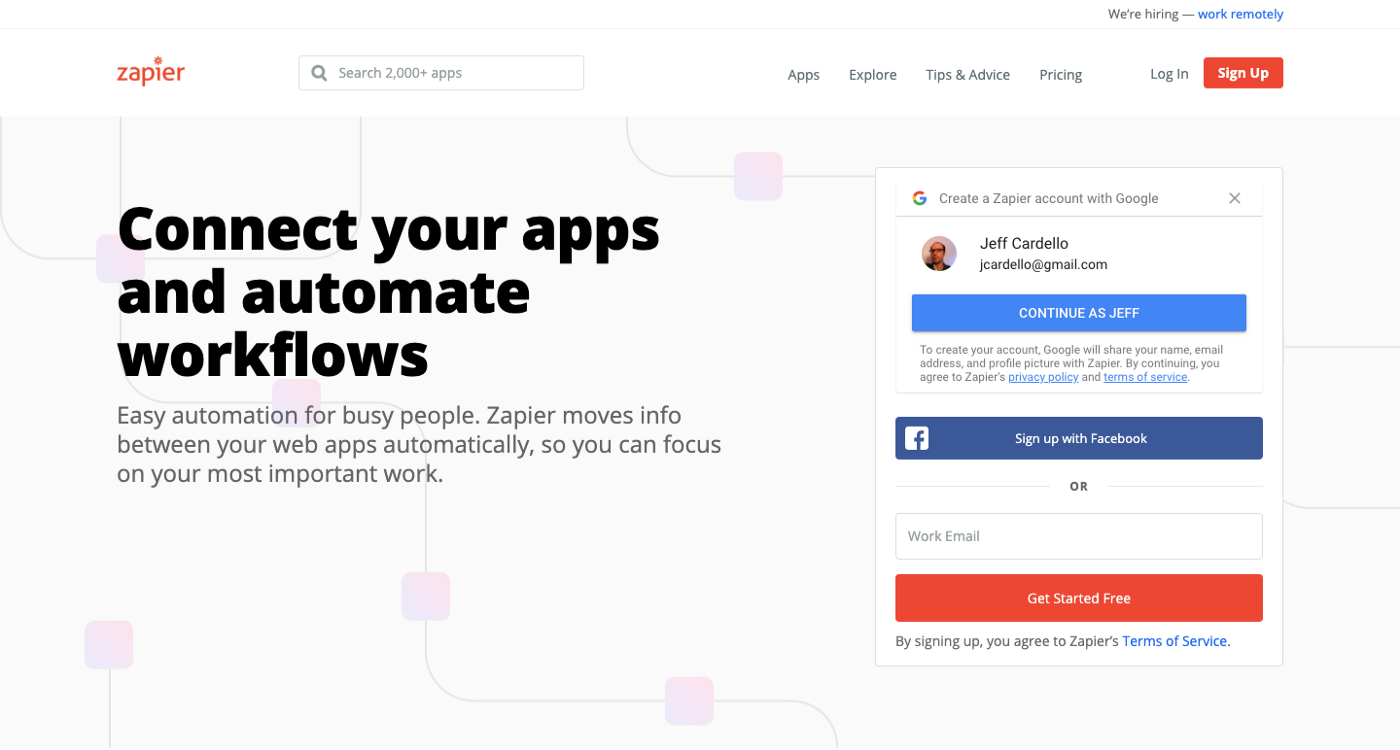 We're hiring — work remotely
zapier
Search 2,000+ apps
Apps Explore Tips & Advice Pricing Log In Sign Up
Connect your apps
and automate
workflows
Easy automation for busy people. Zapier moves info
between your web apps automatically, so you can focus
on your most important work.
Create a Zapier account with Google
Jeff Cardello
jcardello@gmail.com
CONTINUE AS JEFF
To create your account, Google will share your name, email
address, and profile picture with Zapier. By continuing, you
agree to Zapier's privacy policy and terms of service.
Sign up with Facebook
OR
Work Email
Get Started Free
By signing up, you agree to Zapier's Terms of Service.